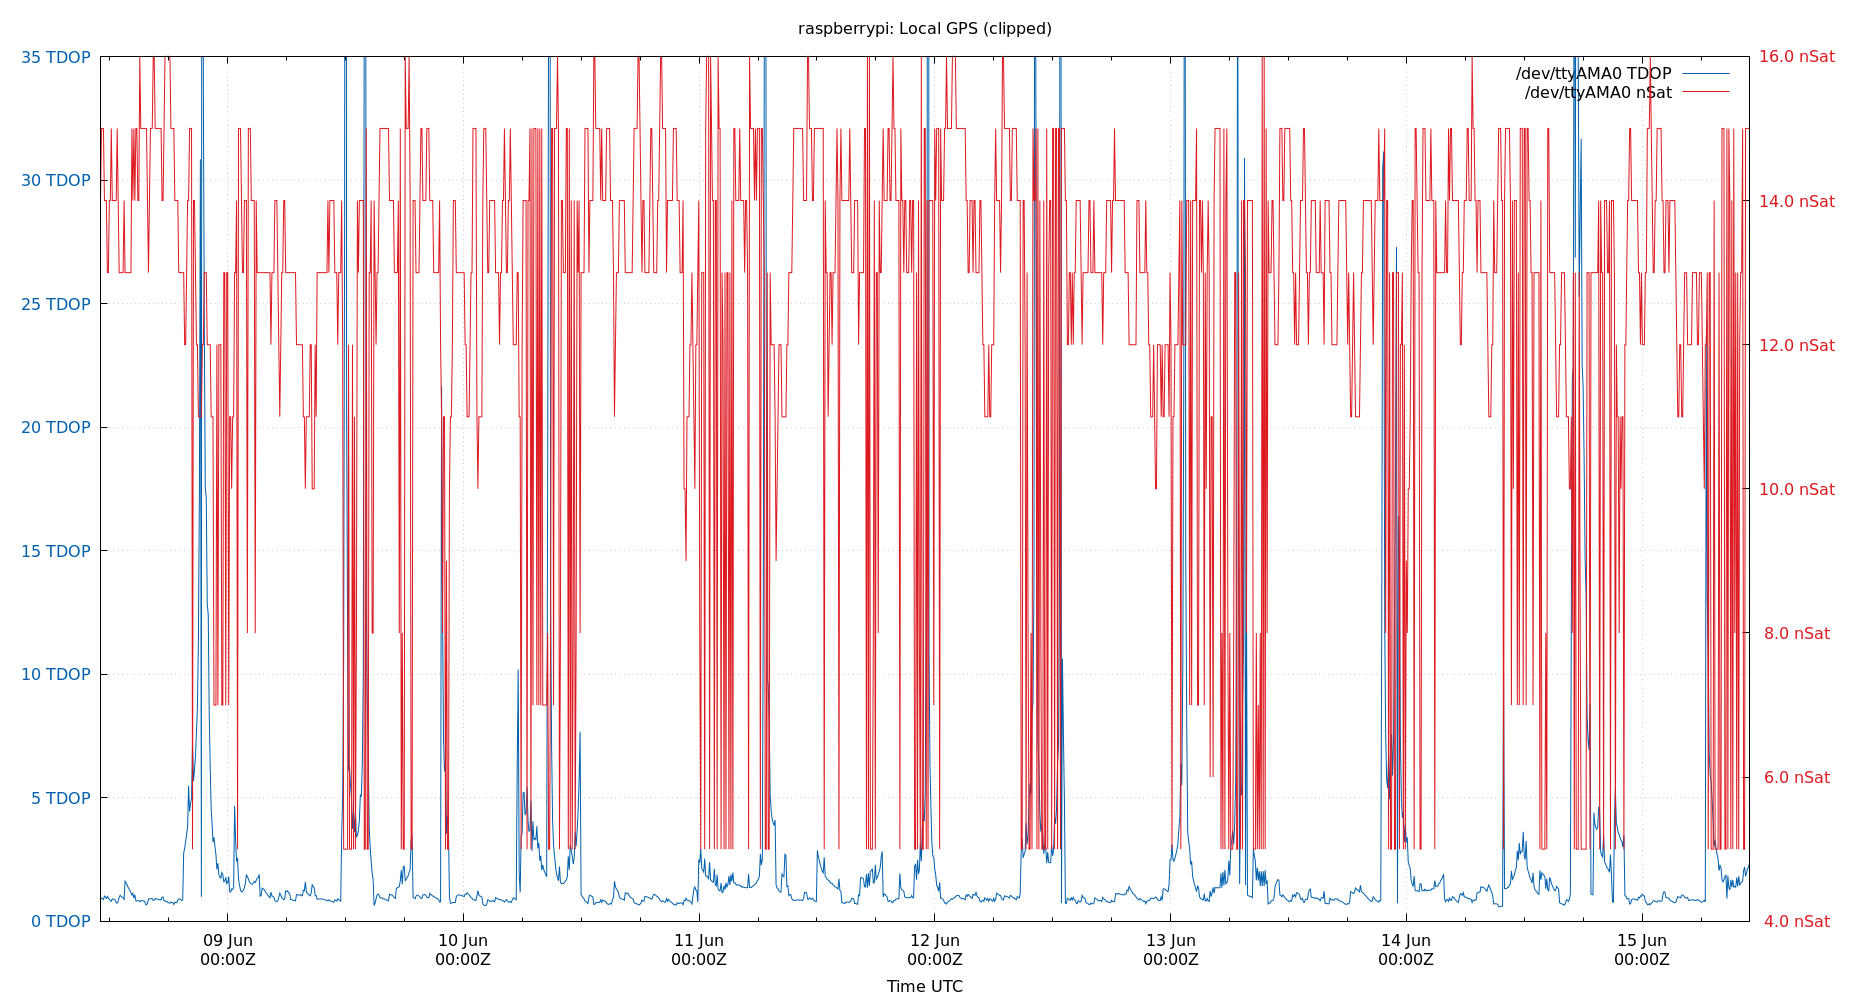 raspberrypi: Local GPS (clipped)
35 TDOP
30 TDOP
25 TDOP
20 TDOP
15 TDOP
10 TDOP
5 TDOP
0 TDOP
16.0 nSat
14.0 nSat
12.0 nSat
10.0 nSat
8.0 nSat
6.0 nSat
4.0 nSat
/dev/ttyAMA0 TDOP
/dev/ttyAMA0 nSat
09 Jun
00:00Z
10 Jun
00:00Z
11 Jun
00:00Z
12 Jun
00:00Z
13 Jun
00:00Z
14 Jun
00:00Z
15 Jun
00:00Z
Time UTC